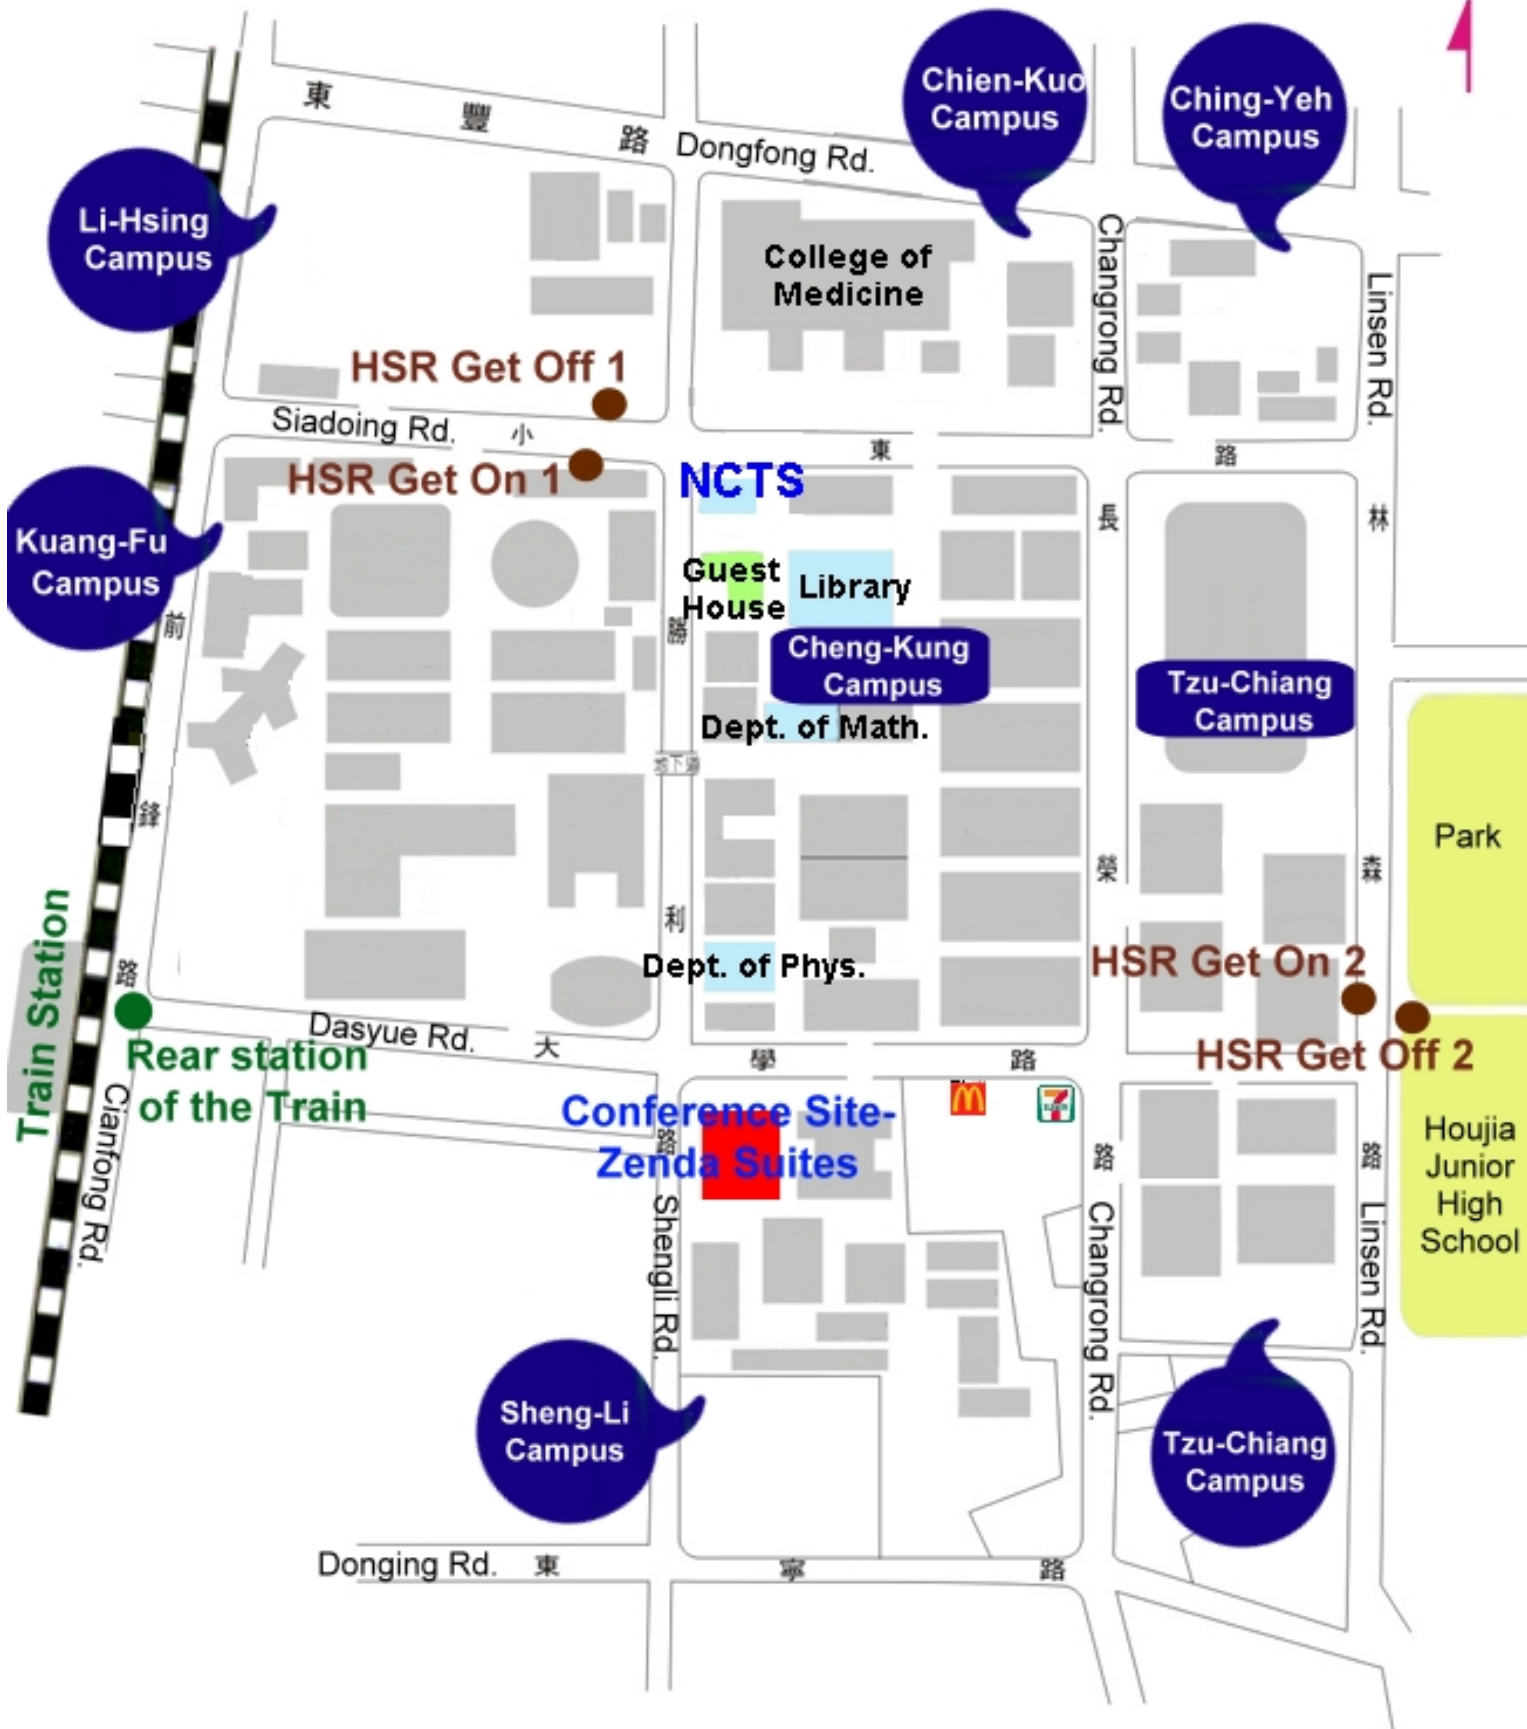 Chien-Kuo
Campus
Ching-Yeh
Campus
東 豐 路 Dongfong Rd.
Li-Hsing
Campus
College of
Medicine
Changrong Rd.
Linsen Rd.
HSR Get Off 1
Siadoing Rd. 小 東 路
HSR Get On 1
NCTS
Kuang-Fu
Campus
Guest
House
Library
長
林
前
勝
Cheng-Kung
Campus
Tzu-Chiang
Campus
Dept. of Math.
地下道
鋒
Park
榮
森
利
Train Station
路
Dept. of Phys.
HSR Get On 2
Dasyue Rd. 大 學 路
Rear station
of the Train
HSR Get Off 2
Cianfong Rd.
Conference Site-
Zenda Suites
路
路
路
Houjia
Junior
High
School
Shengli Rd.
Changrong Rd.
Linsen Rd.
Sheng-Li
Campus
Tzu-Chiang
Campus
Donging Rd. 東 寧 路